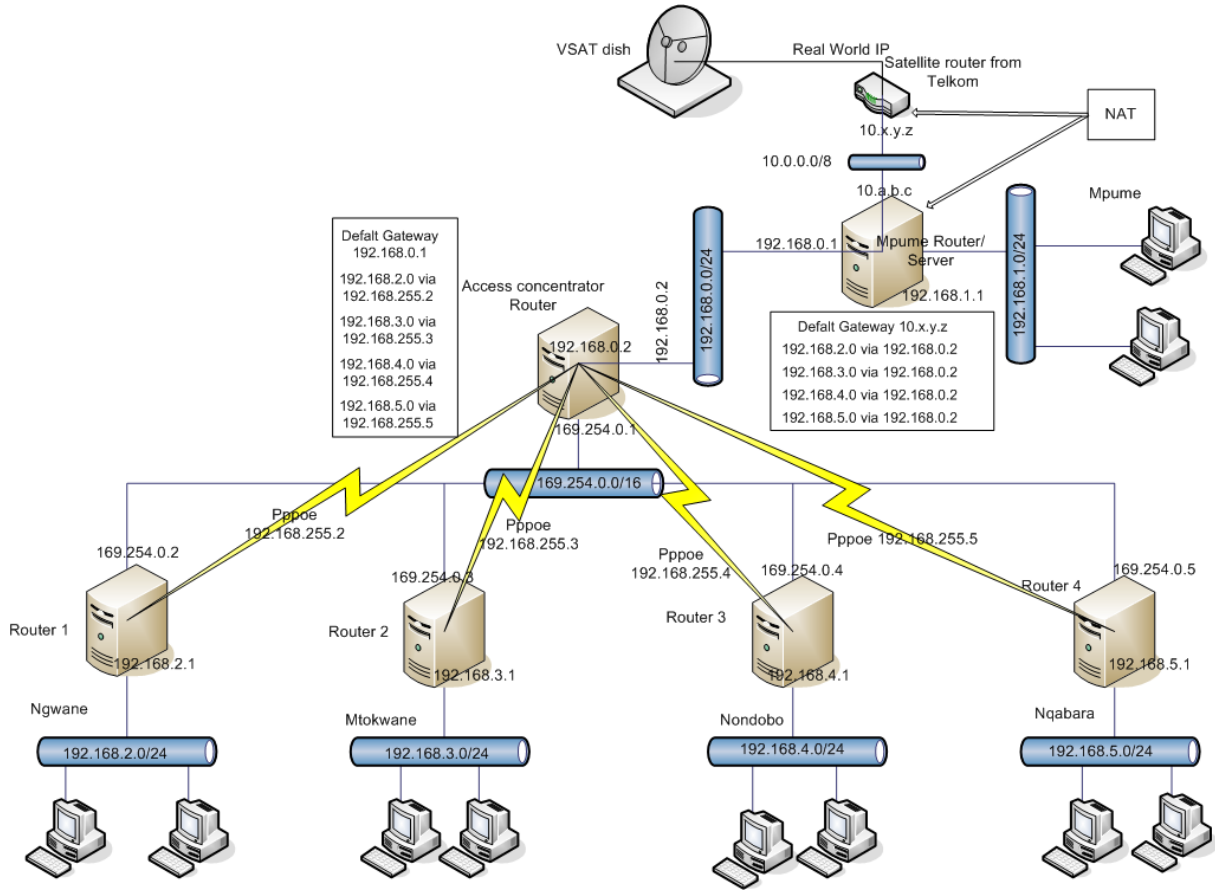 VSAT dish
Real World IP
Satellite router from
Telkom
10.x.y.z
NAT
10.0.0.0/8
10.a.b.c
Mpume
192.168.0.1
Mpume Router/
Server
192.168.1.1
192.168.1.0/24
192.168.0.0/24
192.168.0.2
Defalt Gateway
192.168.0.1
192.168.2.0 via
192.168.255.2
192.168.3.0 via
192.168.255.3
192.168.4.0 via
192.168.255.4
192.168.5.0 via
192.168.255.5
Access concentrator
Router
192.168.0.2
169.254.0.1
Defalt Gateway 10.x.y.z
192.168.2.0 via 192.168.0.2
192.168.3.0 via 192.168.0.2
192.168.4.0 via 192.168.0.2
192.168.5.0 via 192.168.0.2
169.254.0.0/16
Pppoe
192.168.255.2
Pppoe
192.168.255.3
Pppoe
192.168.255.4
Pppoe 192.168.255.5
169.254.0.2
169.254.0.3
169.254.0.4
169.254.0.5
Router 1
Router 2
Router 3
Router 4
192.168.2.1
192.168.3.1
192.168.4.1
192.168.5.1
Ngwane
Mtokwane
Nondobo
Nqabara
192.168.2.0/24
192.168.3.0/24
192.168.4.0/24
192.168.5.0/24